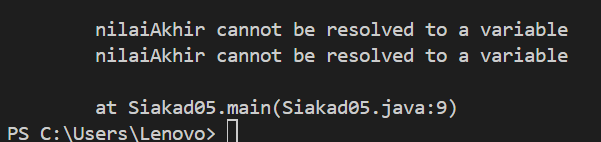 nilaiAkhir cannot be resolved to a variable
nilaiAkhir cannot be resolved to a variable
at Siakad05.main(Siakad05.java:9)
PS C:\Users\Lenovo>